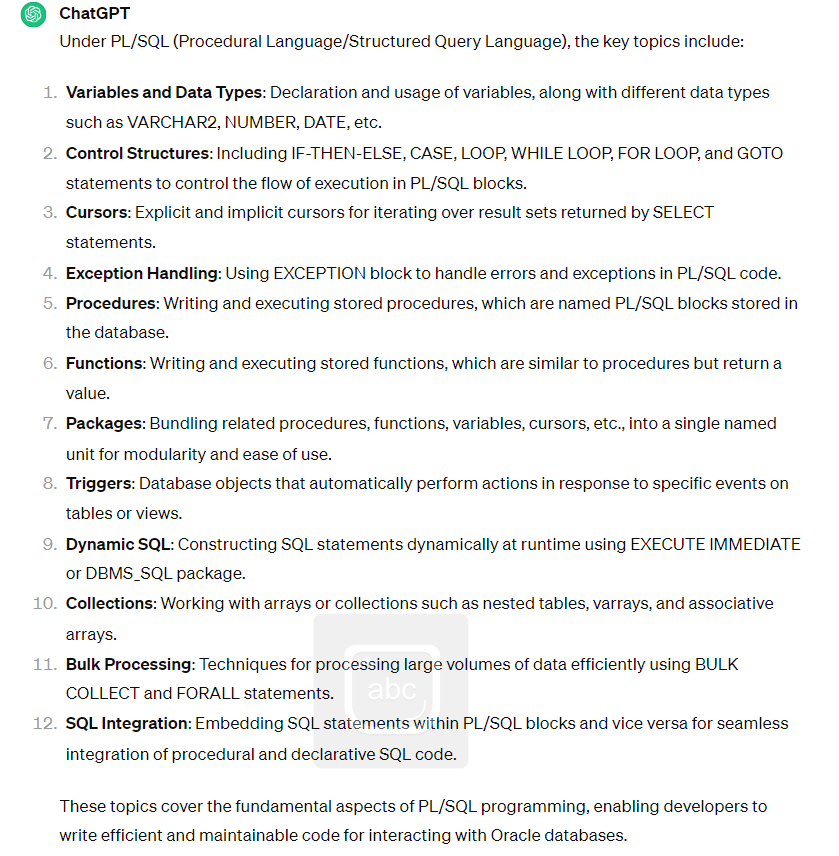 ChatGPT
Under PL/SQL (Procedural Language/Structured Query Language), the key topics include:
1. Variables and Data Types: Declaration and usage of variables, along with different data types
such as VARCHAR2, NUMBER, DATE, etc.
2. Control Structures: Including IF-THEN-ELSE, CASE, LOOP, WHILE LOOP, FOR LOOP, and GOTO
statements to control the flow of execution in PL/SQL blocks.
3. Cursors: Explicit and implicit cursors for iterating over result sets returned by SELECT
statements.
4. Exception Handling: Using EXCEPTION block to handle errors and exceptions in PL/SQL code.
5. Procedures: Writing and executing stored procedures, which are named PL/SQL blocks stored in
the database.
6. Functions: Writing and executing stored functions, which are similar to procedures but return a
value.
7. Packages: Bundling related procedures, functions, variables, cursors, etc., into a single named
unit for modularity and ease of use.
8. Triggers: Database objects that automatically perform actions in response to specific events on
tables or views.
9. Dynamic SQL: Constructing SQL statements dynamically at runtime using EXECUTE IMMEDIATE
or DBMS_SQL package.
10. Collections: Working with arrays or collections such as nested tables, varrays, and associative
arrays.
11. Bulk Processing: Techniques for processing large volumes of data efficiently using BULK
abc
COLLECT and FORALL statements.
12. SQL Integration: Embedding SQL statements within PL/SQL blocks and vice versa for seamless
integration of procedural and declarative SQL code.
These topics cover the fundamental aspects of PL/SQL programming, enabling developers to
write efficient and maintainable code for interacting with Oracle databases.